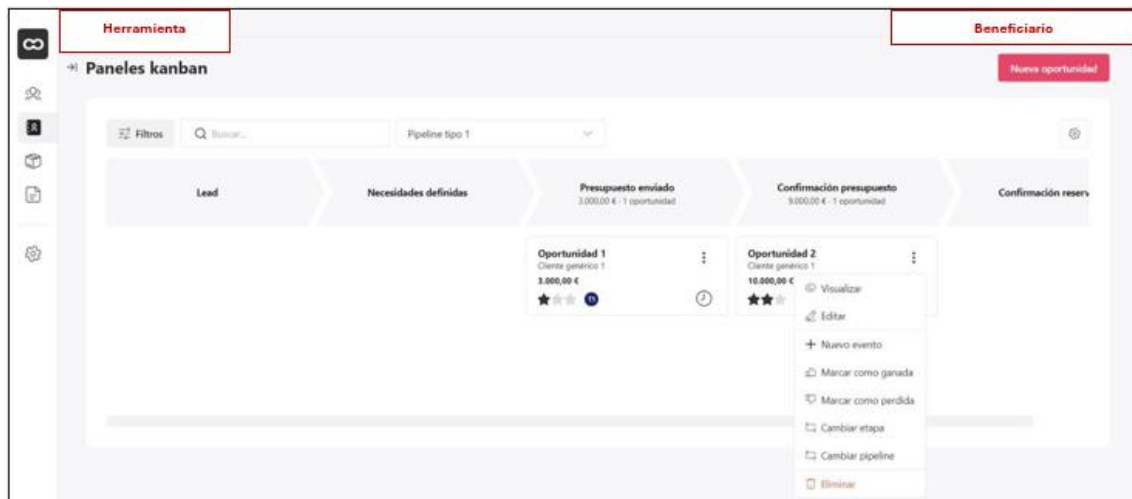 Herramienta
Beneficiario
Paneles kanban
Nueva oportunidad
Filtros
Buscar...
Pipeline tipo 1
Lead
Necesidades definidas
Presupuesto enviado
3.000,00 € - 1 oportunidad
Confirmación presupuesto
9.000,00 € - 1 oportunidad
Confirmación reserv
Oportunidad 1
Cliente genérico 1
3.000,00 €
Oportunidad 2
Cliente genérico 1
10.000,00 €
Visualizar
Editar
Nuevo evento
Marcar como ganada
Marcar como perdida
Cambiar etapa
Cambiar pipeline
Eliminar